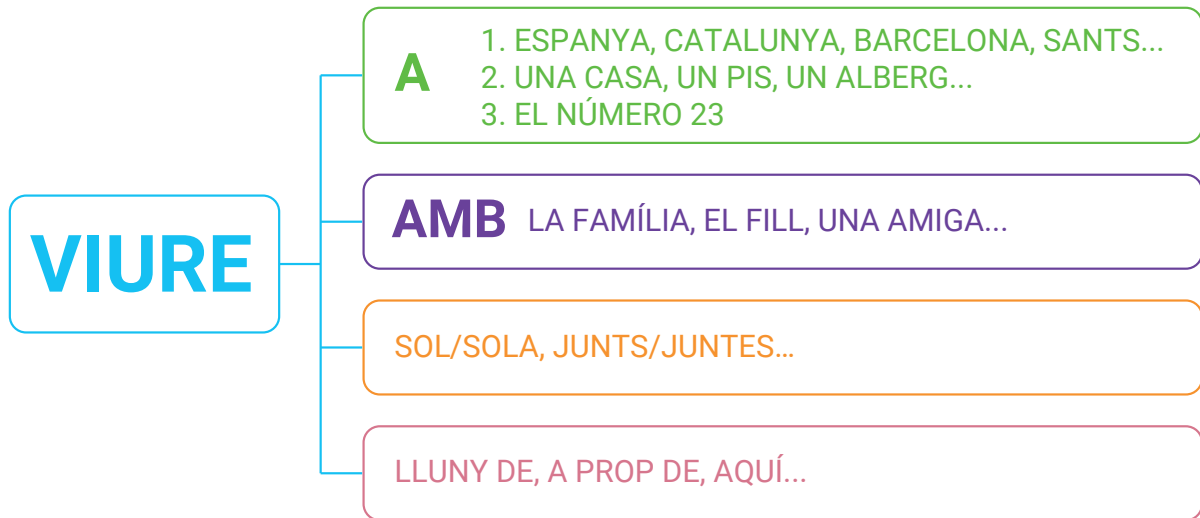 VIURE
A
1. ESPANYA, CATALUNYA, BARCELONA, SANTS...
2. UNA CASA, UN PIS, UN ALBERG...
3. EL NÚMERO 23
AMB LA FAMÍLIA, EL FILL, UNA AMIGA...
SOL/SOLA, JUNTS/JUNTES...
LLUNY DE, A PROP DE, AQUÍ...